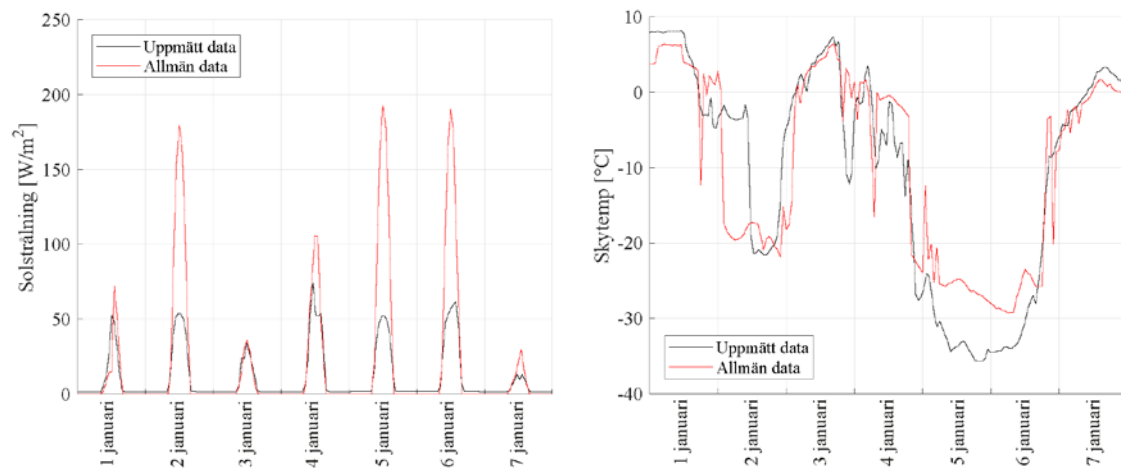 Solstrålning [W/m²]
250
200
150
100
50
0
Uppmätt data
Allmän data
1 januari
2 januari
3 januari
4 januari
5 januari
6 januari
7 januari
Skytemp [°C]
10
0
-10
-20
-30
-40
Uppmätt data
Allmän data
1 januari
2 januari
3 januari
4 januari
5 januari
6 januari
7 januari